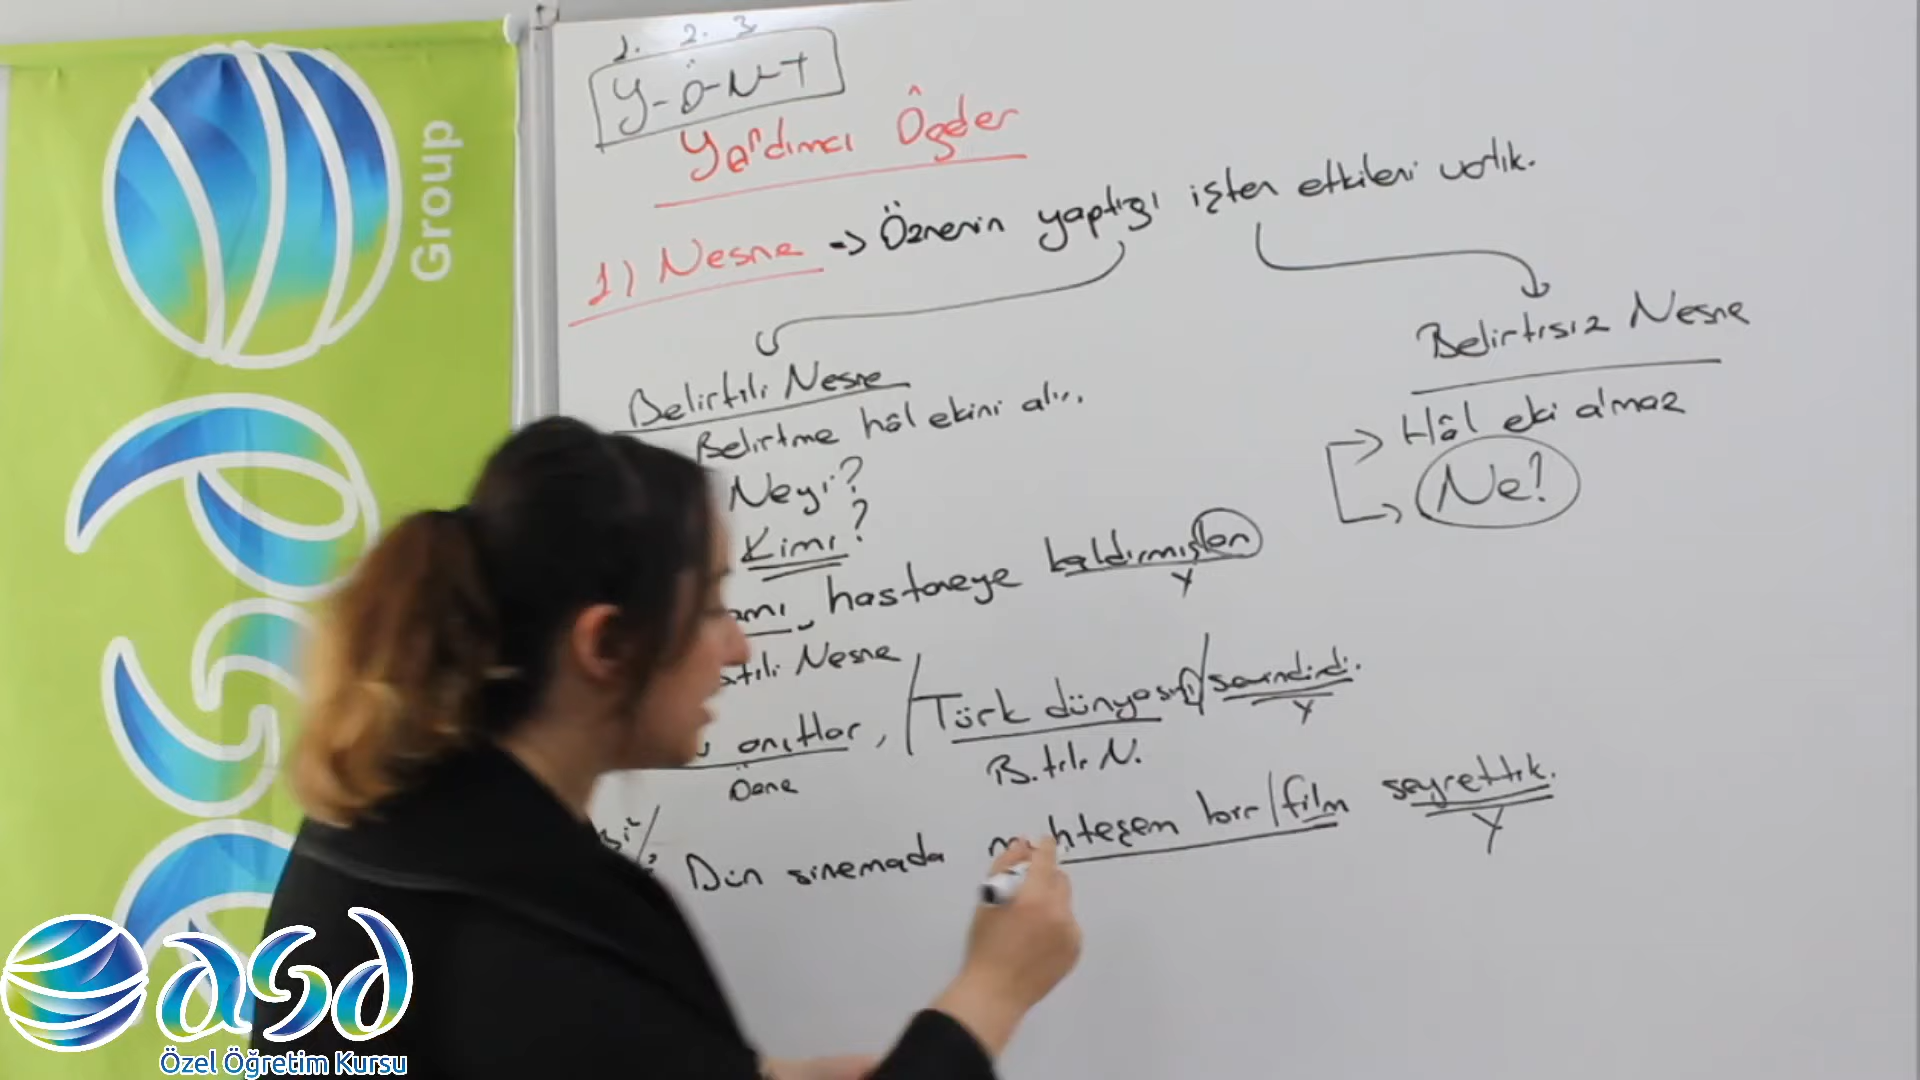 1. 2. 3.
Y-Ö-N-T
Yardımcı Ögeler
1) Nesne => Öznenin yaptığı işten etkilenen varlık.
Belirtili Nesne
Belirtme hâl ekini alır.
Neyi?
Kimi?
Belirtisiz Nesne
Hâl eki almaz
Ne?
hastaneye kaldırmışlar
Y
Nesne
anıtlar, / Türk dünyasını / sevindirdi.
Özne B.tili N. Y
Dün sinemada muhteşem bir / film seyrettik.
Y
Group
asd
Özel Öğretim Kursu